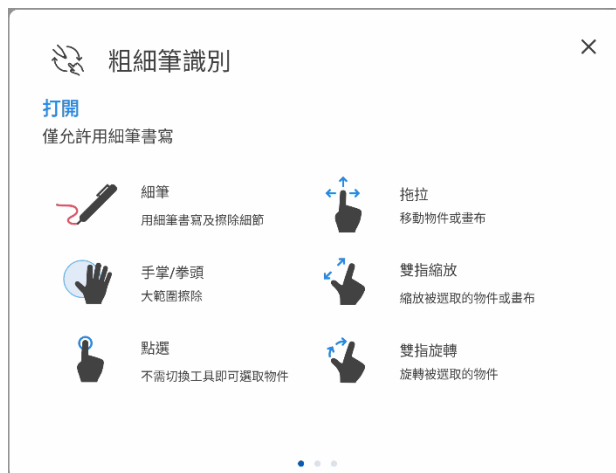 粗細筆識別
打開
僅允許用細筆書寫
細筆
用細筆書寫及擦除細節
手掌/拳頭
大範圍擦除
點選
不需切換工具即可選取物件
拖拉
移動物件或畫布
雙指縮放
縮放被選取的物件或畫布
雙指旋轉
旋轉被選取的物件